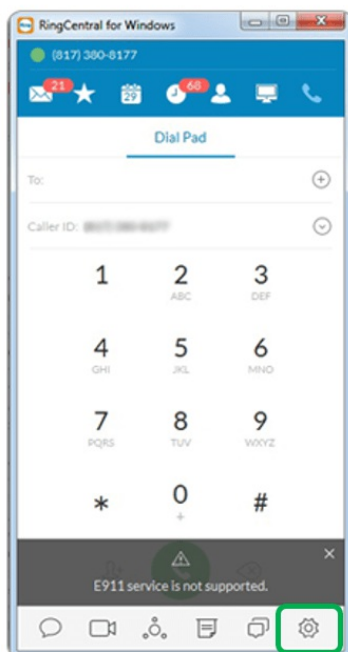 RingCentral for Windows
(817) 380-8177
21
29
68
Dial Pad
To:
Caller ID:
1 2 3
ABC DEF
4 5 6
GHI JKL MNO
7 8 9
PQRS TUV WXYZ
* 0 #
+
E911 service is not supported.